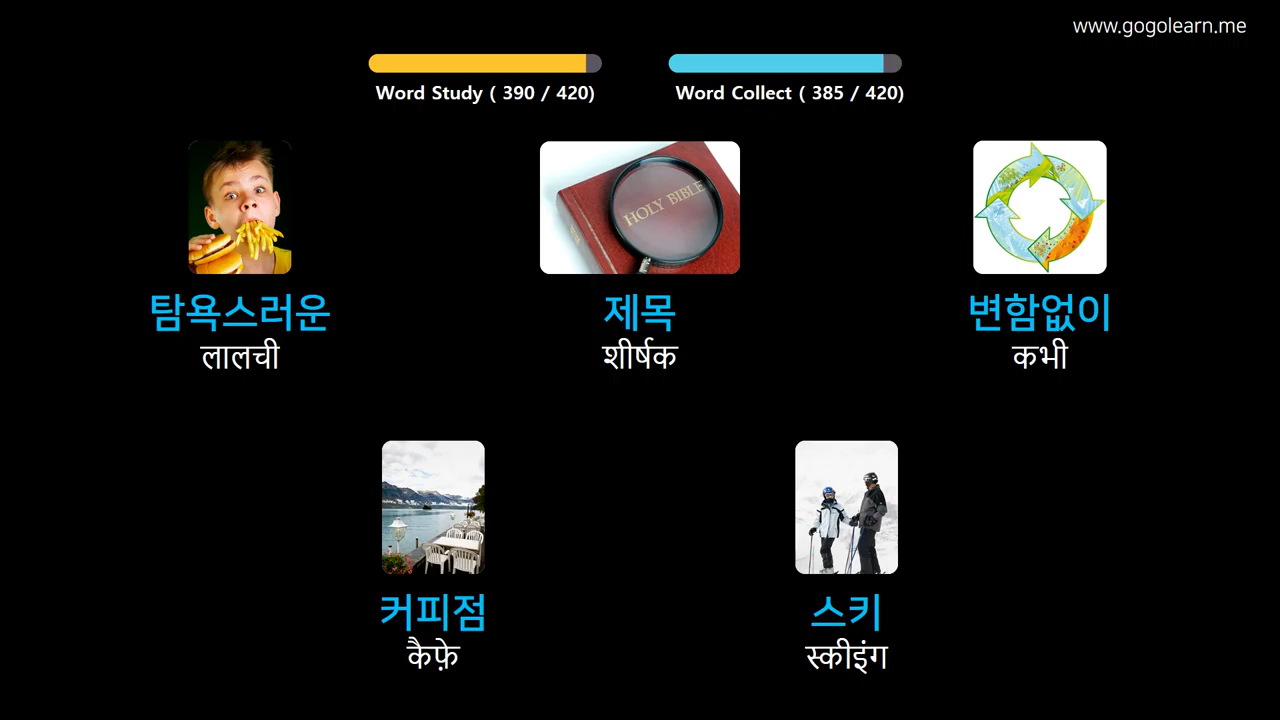 www.gogolearn.me
Word Study ( 390 / 420)
Word Collect ( 385 / 420)
HOLY BIBLE
탐욕스러운
लालची
제목
शीर्षक
변함없이
कभी
커피점
कैफ़े
스키
स्कीइंग